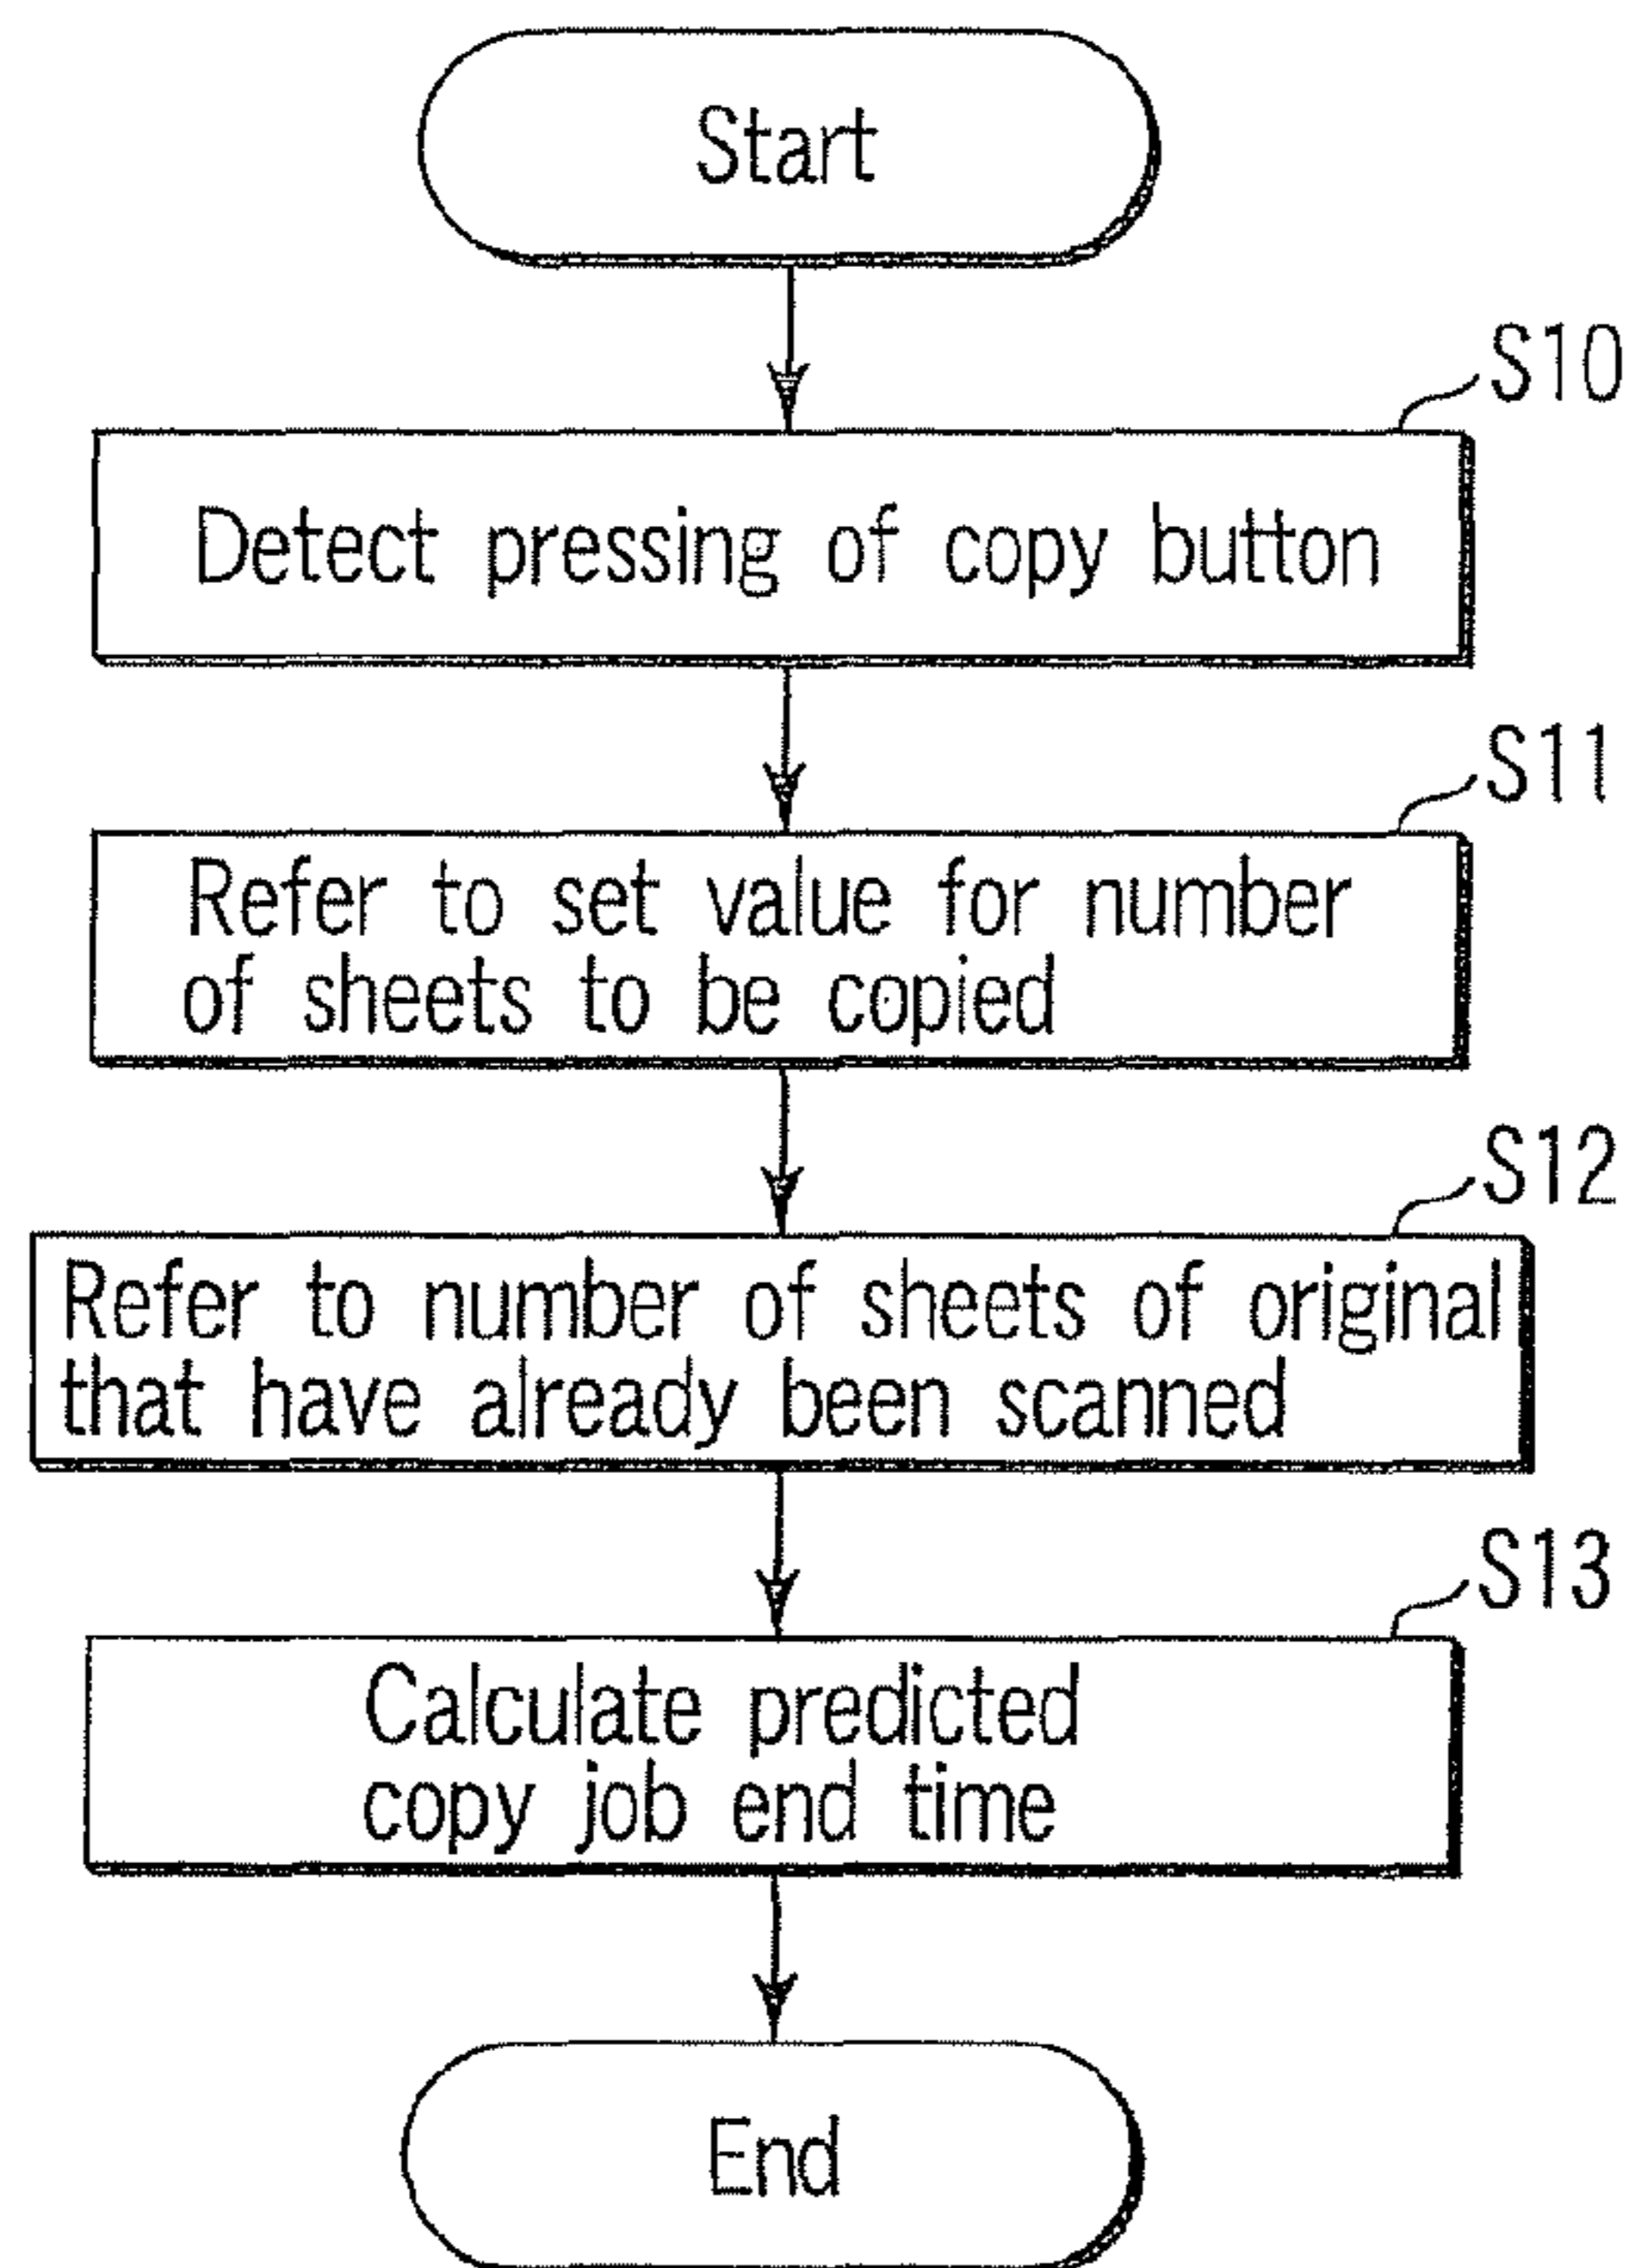 Start
S10
Detect pressing of copy button
S11
Refer to set value for number
of sheets to be copied
S12
Refer to number of sheets of original
that have already been scanned
S13
Calculate predicted
copy job end time
End